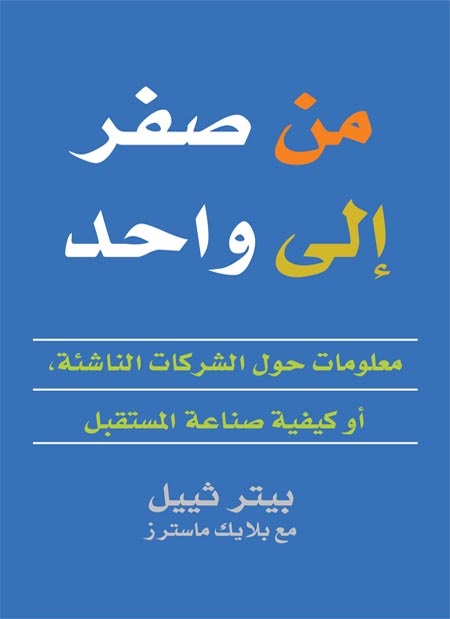 من صفر
إلى واحد
معلومات حول الشركات الناشئة،
أو كيفية صناعة المستقبل
بيتر ثييل
مع بلايك ماسترز